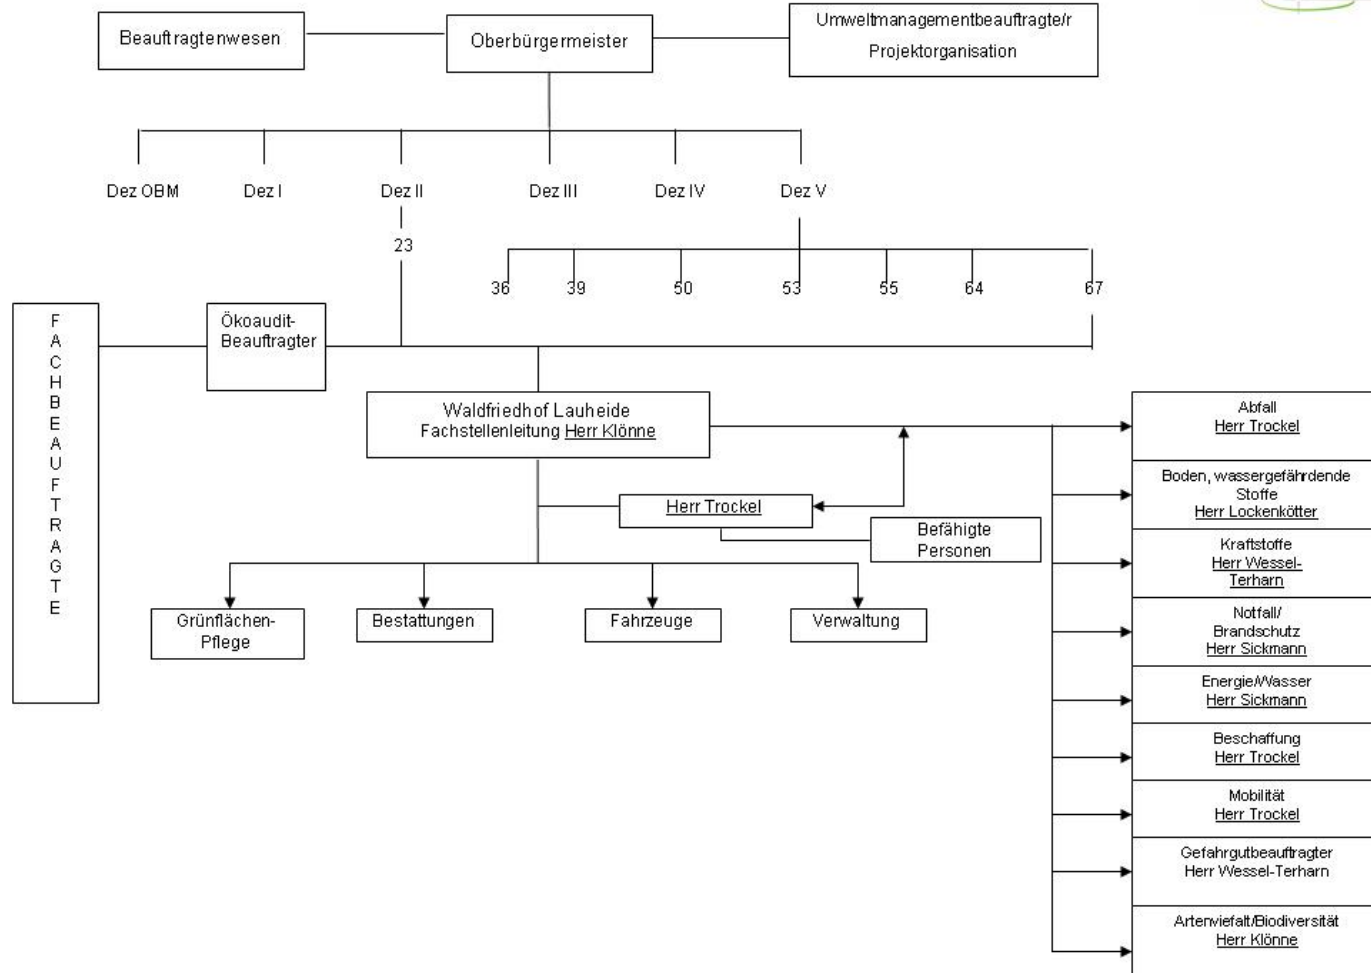 Beauftragtenwesen
Oberbürgermeister
Umweltmanagementbeauftragte/r
Projektorganisation
Dez OBM
Dez I
Dez II
Dez III
Dez IV
Dez V
23
36
39
50
53
55
64
67
F
A
C
H
B
E
A
U
F
T
R
A
G
T
E
Ökoaudit-
Beauftragter
Waldfriedhof Lauheide
Fachstellenleitung Herr Klönne
Herr Trockel
Befähigte
Personen
Grünflächen-
Pflege
Bestattungen
Fahrzeuge
Verwaltung
Abfall
Herr Trockel
Boden, wassergefährdende
Stoffe
Herr Lockenkötter
Kraftstoffe
Herr Wessel-
Terharn
Notfall/
Brandschutz
Herr Sickmann
Energie/Wasser
Herr Sickmann
Beschaffung
Herr Trockel
Mobilität
Herr Trockel
Gefahrgutbeauftragter
Herr Wessel-Terharn
Artenviefalt/Biodiversität
Herr Klönne